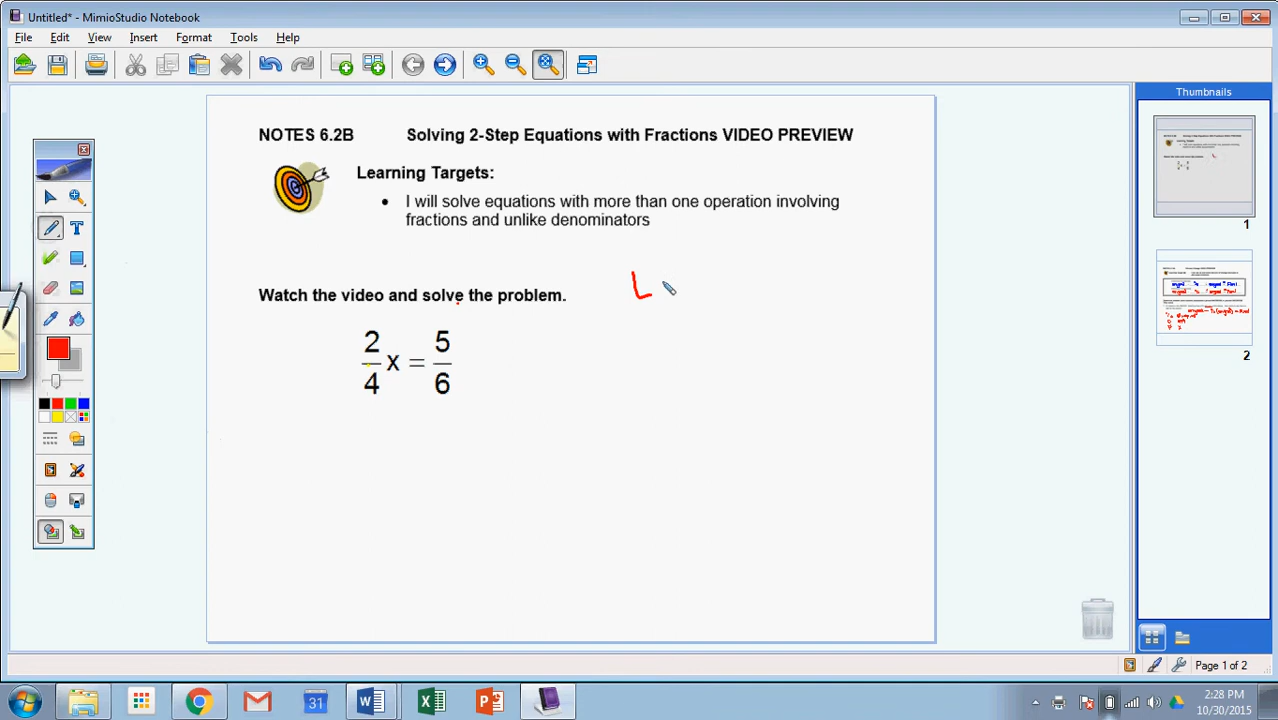 Untitled* - MimioStudio Notebook
File Edit View Insert Format Tools Help
NOTES 6.2B Solving 2-Step Equations with Fractions VIDEO PREVIEW
Learning Targets:
• I will solve equations with more than one operation involving
fractions and unlike denominators
Watch the video and solve the problem.
L
2/4 x = 5/6
T
Thumbnails
1
2
Page 1 of 2
31
2:28 PM
10/30/2015